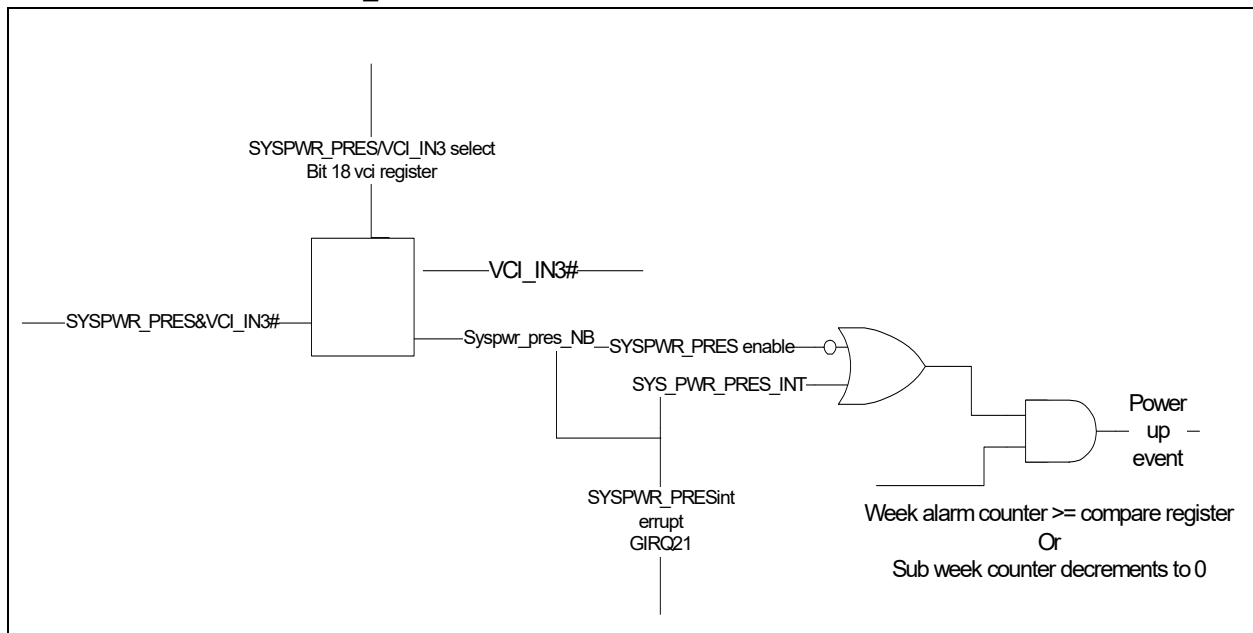 SYSPWR_PRES/VCI_IN3 select
Bit 18 vci register
VCI_IN3#
SYSPWR_PRES&VCI_IN3#
Syspwr_pres_NB
SYSPWR_PRES enable
SYS_PWR_PRES_INT
Power
up
event
SYSPWR_PRESint
errupt
GIRQ21
Week alarm counter >= compare register
Or
Sub week counter decrements to 0